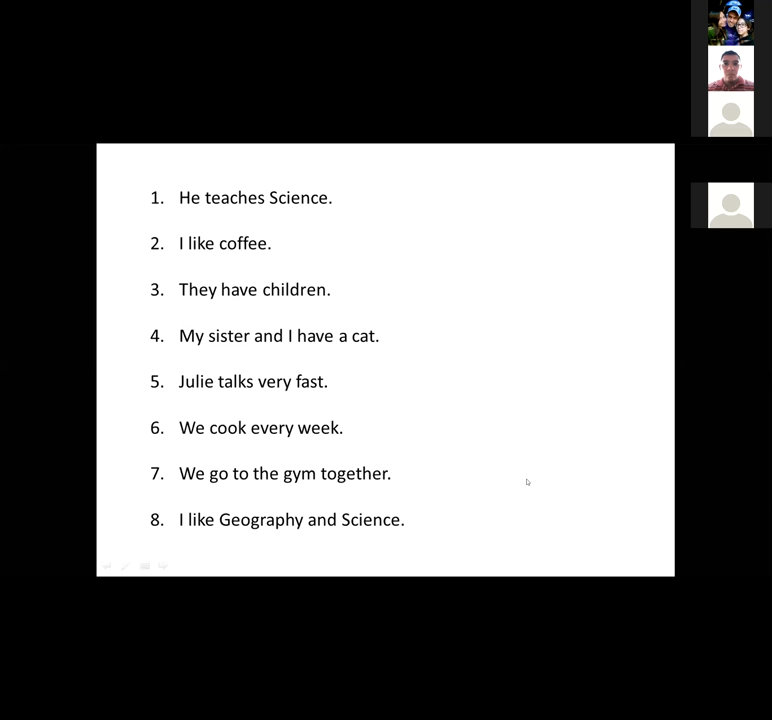 1. He teaches Science.
2. I like coffee.
3. They have children.
4. My sister and I have a cat.
5. Julie talks very fast.
6. We cook every week.
7. We go to the gym together.
8. I like Geography and Science.